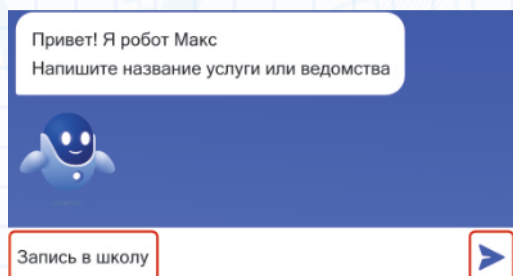 Привет! Я робот Макс
Напишите название услуги или ведомства
Запись в школу